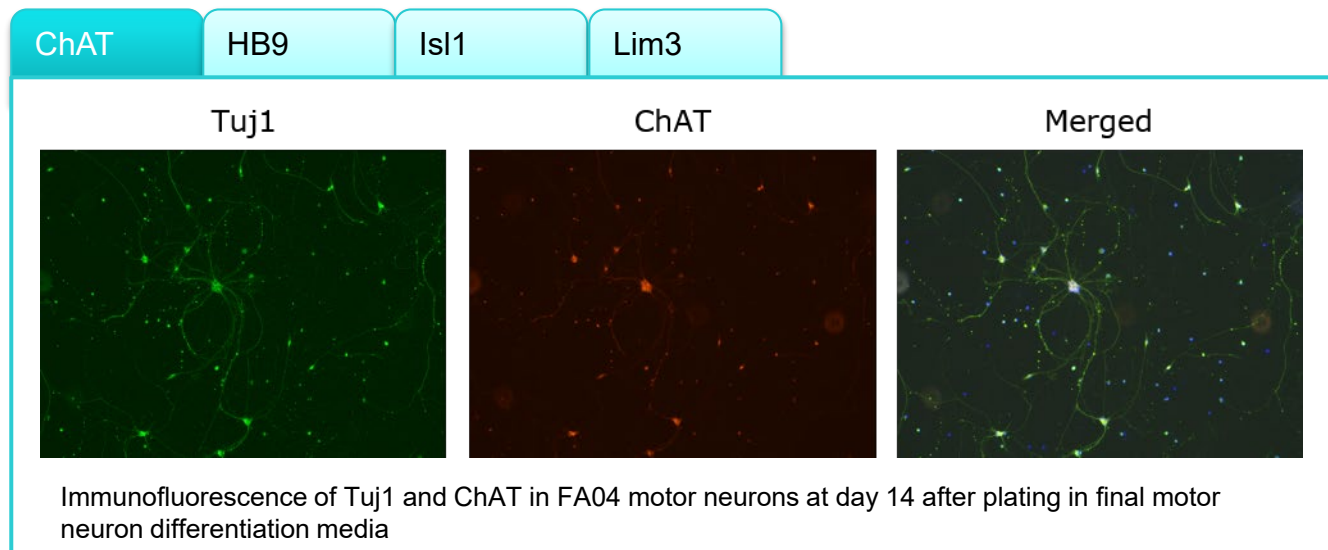 ChAT HB9 Isl1 Lim3
Tuj1 ChAT Merged
Immunofluorescence of Tuj1 and ChAT in FA04 motor neurons at day 14 after plating in final motor
neuron differentiation media